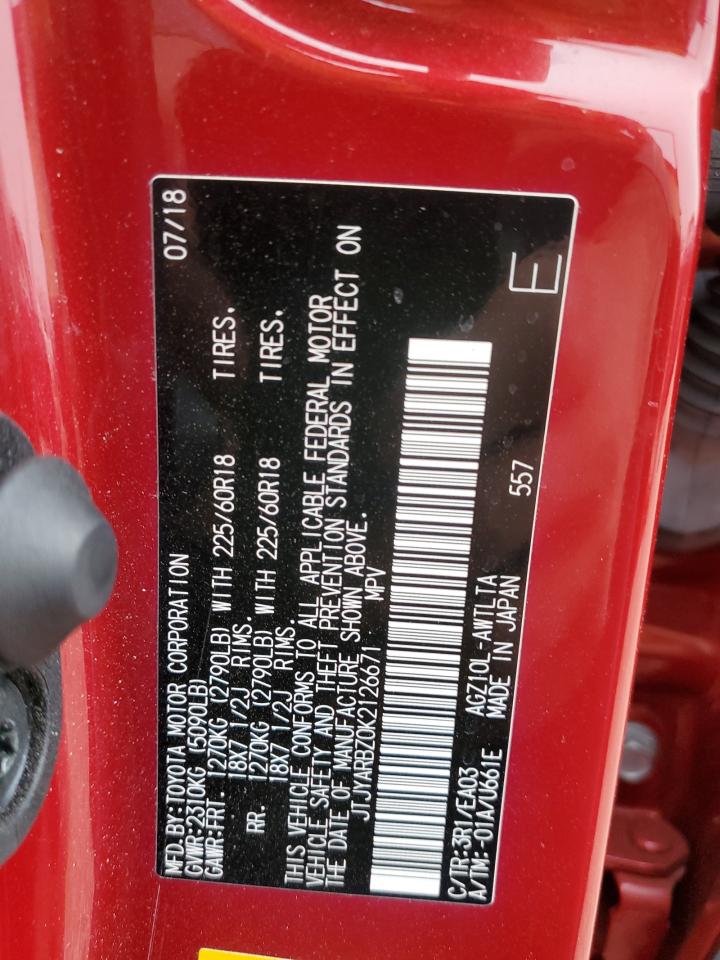 MFD.BY:TOYOTA MOTOR CORPORATION 07/18
GVWR:2310KG (5090LB)
GAWR:FRT. 1270KG (2790LB) WITH 225/60R18 TIRES.
18X7 1/2J RIMS.
RR. 1270KG (2790LB) WITH 225/60R18 TIRES.
18X7 1/2J RIMS.
THIS VEHICLE CONFORMS TO ALL APPLICABLE FEDERAL MOTOR
VEHICLE SAFETY AND THEFT PREVENTION STANDARDS IN EFFECT ON
THE DATE OF MANUFACTURE SHOWN ABOVE.
JTJYARBZ0K2126671 MPV
C/TR:3R1/EA03 AGZ10L-AWTLTA 557 E
A/TM:-01A/U661E MADE IN JAPAN